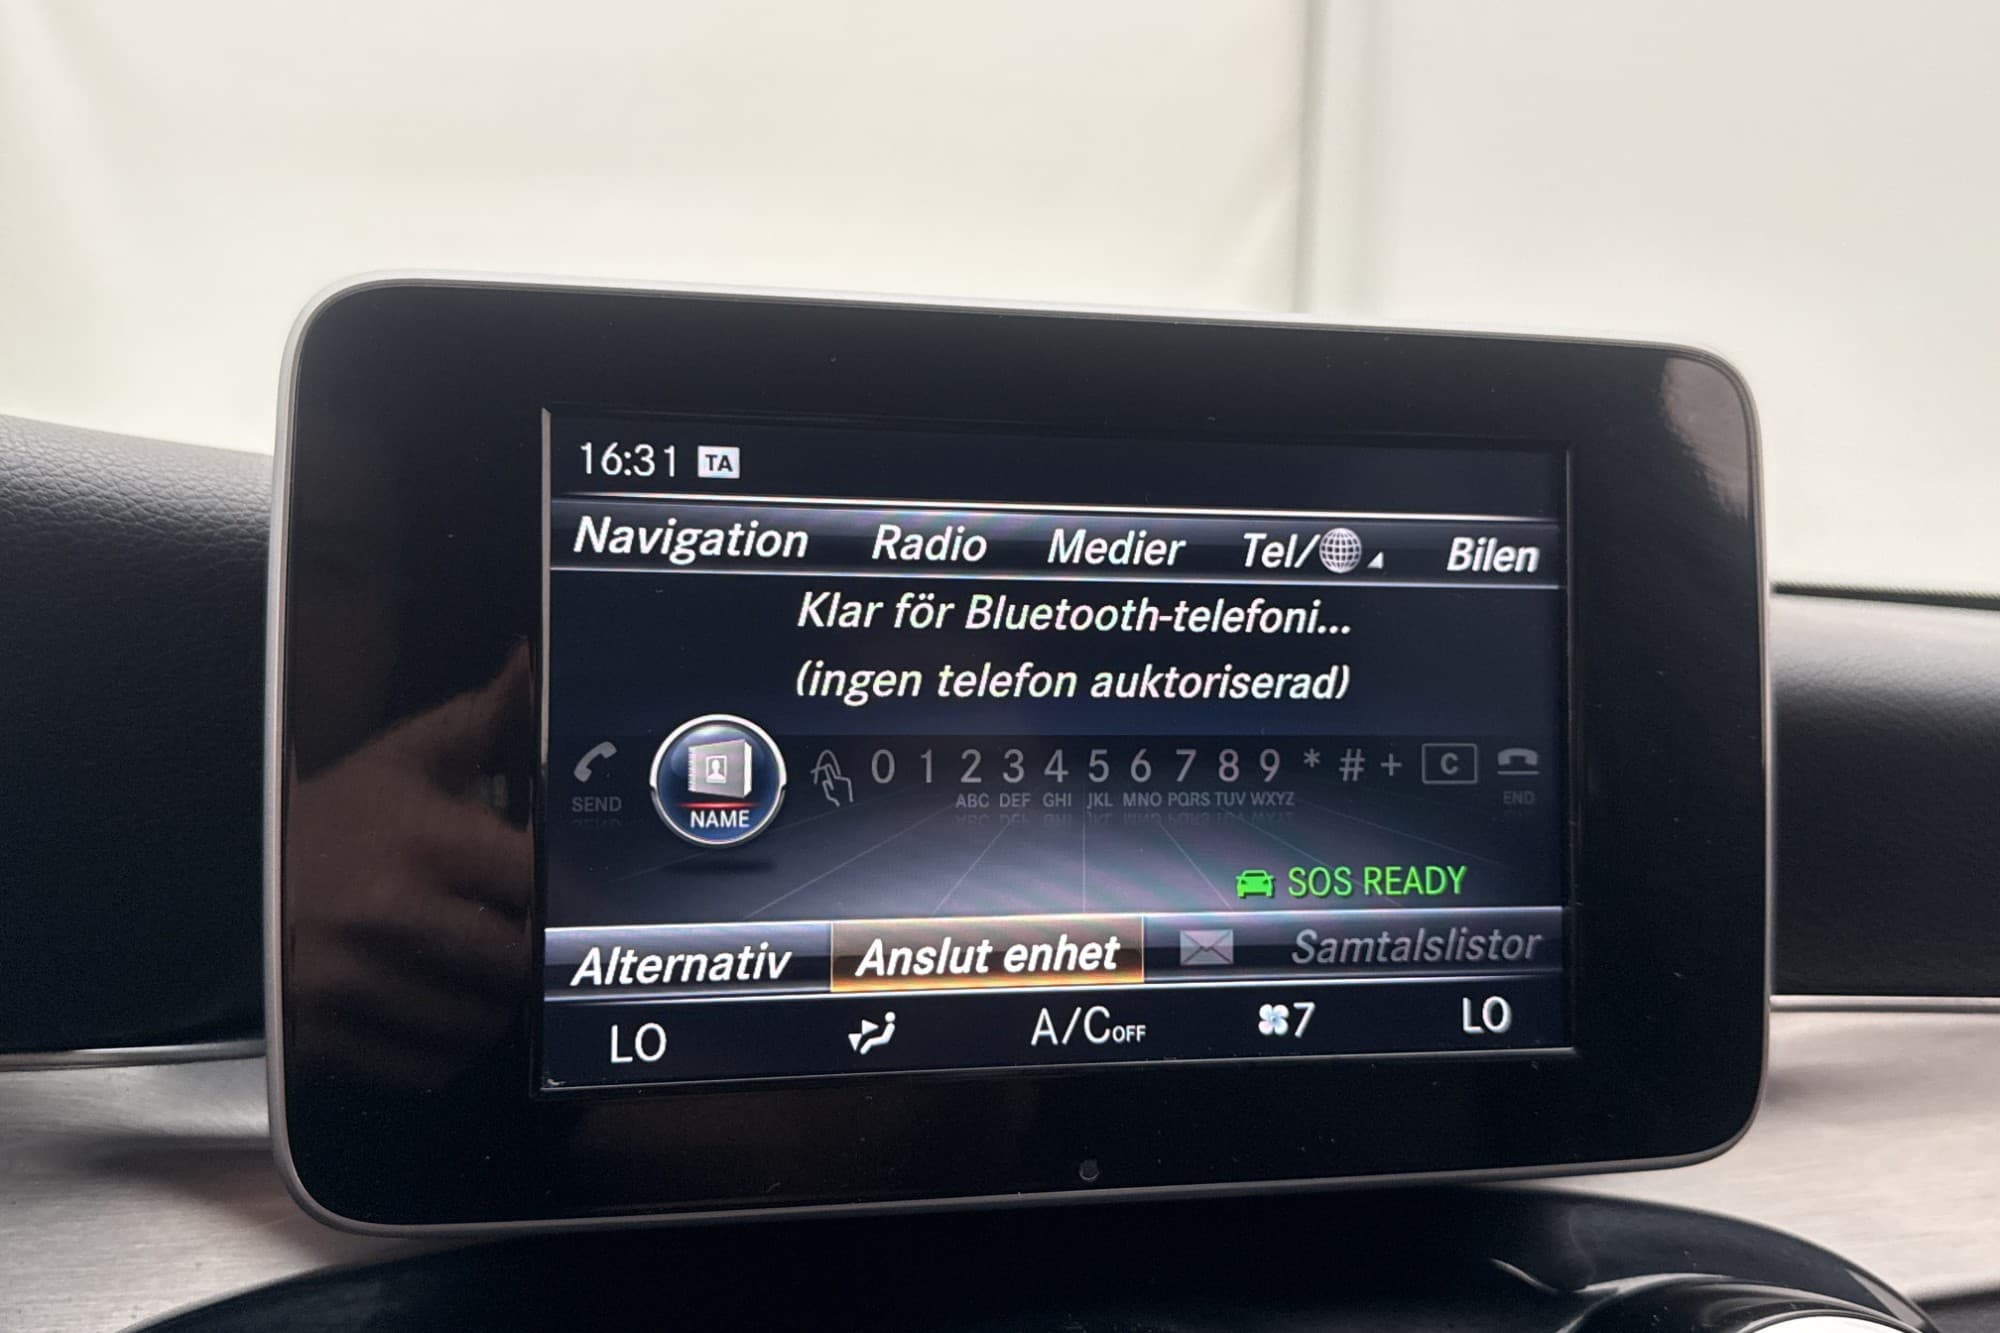 16:31 TA
Navigation Radio Medier Tel/ Bilen
Klar för Bluetooth-telefoni...
(ingen telefon auktoriserad)
SEND NAME 0 1 2 3 4 5 6 7 8 9 * # + C END
ABC DEF GHI JKL MNO PQRS TUV WXYZ
SOS READY
Alternativ Anslut enhet Samtalslistor
LO A/C OFF 7 LO